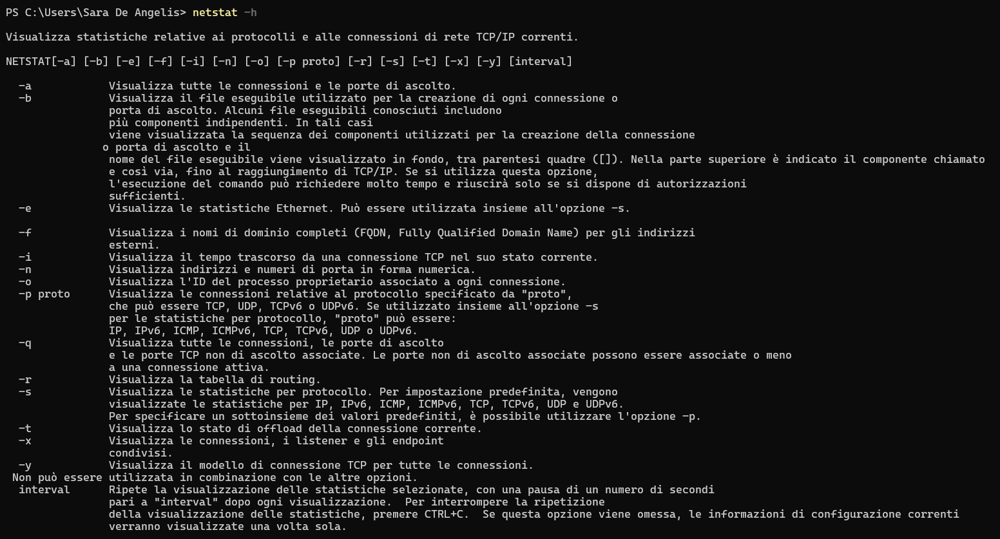 PS C:\Users\Sara De Angelis> netstat -h
Visualizza statistiche relative ai protocolli e alle connessioni di rete TCP/IP correnti.
NETSTAT[-a] [-b] [-e] [-f] [-i] [-n] [-o] [-p proto] [-r] [-s] [-t] [-x] [-y] [interval]
-a Visualizza tutte le connessioni e le porte di ascolto.
-b Visualizza il file eseguibile utilizzato per la creazione di ogni connessione o
porta di ascolto. Alcuni file eseguibili conosciuti includono
più componenti indipendenti. In tali casi
viene visualizzata la sequenza dei componenti utilizzati per la creazione della connessione
o porta di ascolto e il
nome del file eseguibile viene visualizzato in fondo, tra parentesi quadre ([]). Nella parte superiore è indicato il componente chiamato
e così via, fino al raggiungimento di TCP/IP. Se si utilizza questa opzione,
l'esecuzione del comando può richiedere molto tempo e riuscirà solo se si dispone di autorizzazioni
sufficienti.
-e Visualizza le statistiche Ethernet. Può essere utilizzata insieme all'opzione -s.
-f Visualizza i nomi di dominio completi (FQDN, Fully Qualified Domain Name) per gli indirizzi
esterni.
-i Visualizza il tempo trascorso da una connessione TCP nel suo stato corrente.
-n Visualizza indirizzi e numeri di porta in forma numerica.
-o Visualizza l'ID del processo proprietario associato a ogni connessione.
-p proto Visualizza le connessioni relative al protocollo specificato da "proto",
che può essere TCP, UDP, TCPv6 o UDPv6. Se utilizzato insieme all'opzione -s
per le statistiche per protocollo, "proto" può essere:
IP, IPv6, ICMP, ICMPv6, TCP, TCPv6, UDP o UDPv6.
-q Visualizza tutte le connessioni, le porte di ascolto
e le porte TCP non di ascolto associate. Le porte non di ascolto associate possono essere associate o meno
a una connessione attiva.
-r Visualizza la tabella di routing.
-s Visualizza le statistiche per protocollo. Per impostazione predefinita, vengono
visualizzate le statistiche per IP, IPv6, ICMP, ICMPv6, TCP, TCPv6, UDP e UDPv6.
Per specificare un sottoinsieme dei valori predefiniti, è possibile utilizzare l'opzione -p.
-t Visualizza lo stato di offload della connessione corrente.
-x Visualizza le connessioni, i listener e gli endpoint
condivisi.
-y Visualizza il modello di connessione TCP per tutte le connessioni.
Non può essere utilizzata in combinazione con le altre opzioni.
interval Ripete la visualizzazione delle statistiche selezionate, con una pausa di un numero di secondi
pari a "interval" dopo ogni visualizzazione.  Per interrompere la ripetizione
della visualizzazione delle statistiche, premere CTRL+C.  Se questa opzione viene omessa, le informazioni di configurazione correnti
verranno visualizzate una volta sola.